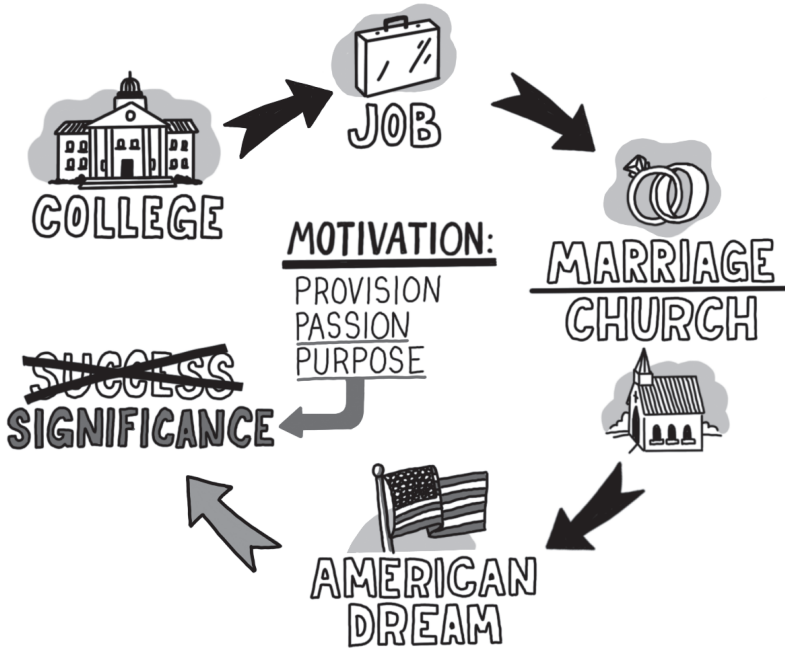 COLLEGE
JOB
MARRIAGE
CHURCH
MOTIVATION:
PROVISION
PASSION
PURPOSE
SUCCESS
SIGNIFICANCE
AMERICAN
DREAM